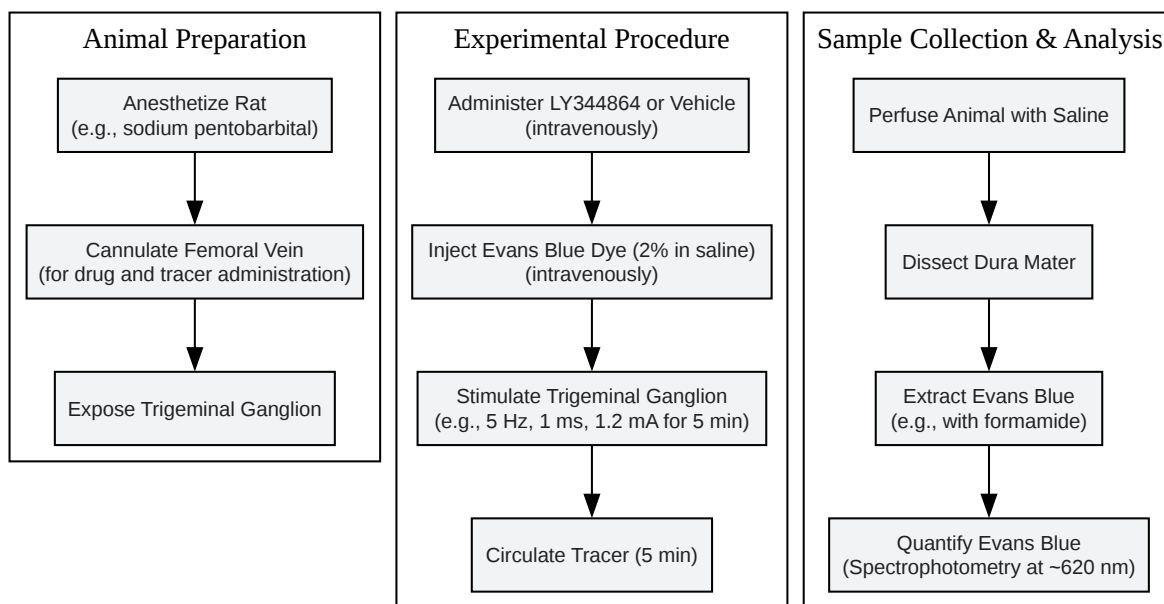 Animal Preparation
Anesthetize Rat
(e.g., sodium pentobarbital)
Cannulate Femoral Vein
(for drug and tracer administration)
Expose Trigeminal Ganglion
Experimental Procedure
Administer LY344864 or Vehicle
(intravenously)
Inject Evans Blue Dye (2% in saline)
(intravenously)
Stimulate Trigeminal Ganglion
(e.g., 5 Hz, 1 ms, 1.2 mA for 5 min)
Circulate Tracer (5 min)
Sample Collection & Analysis
Perfuse Animal with Saline
Dissect Dura Mater
Extract Evans Blue
(e.g., with formamide)
Quantify Evans Blue
(Spectrophotometry at ~620 nm)